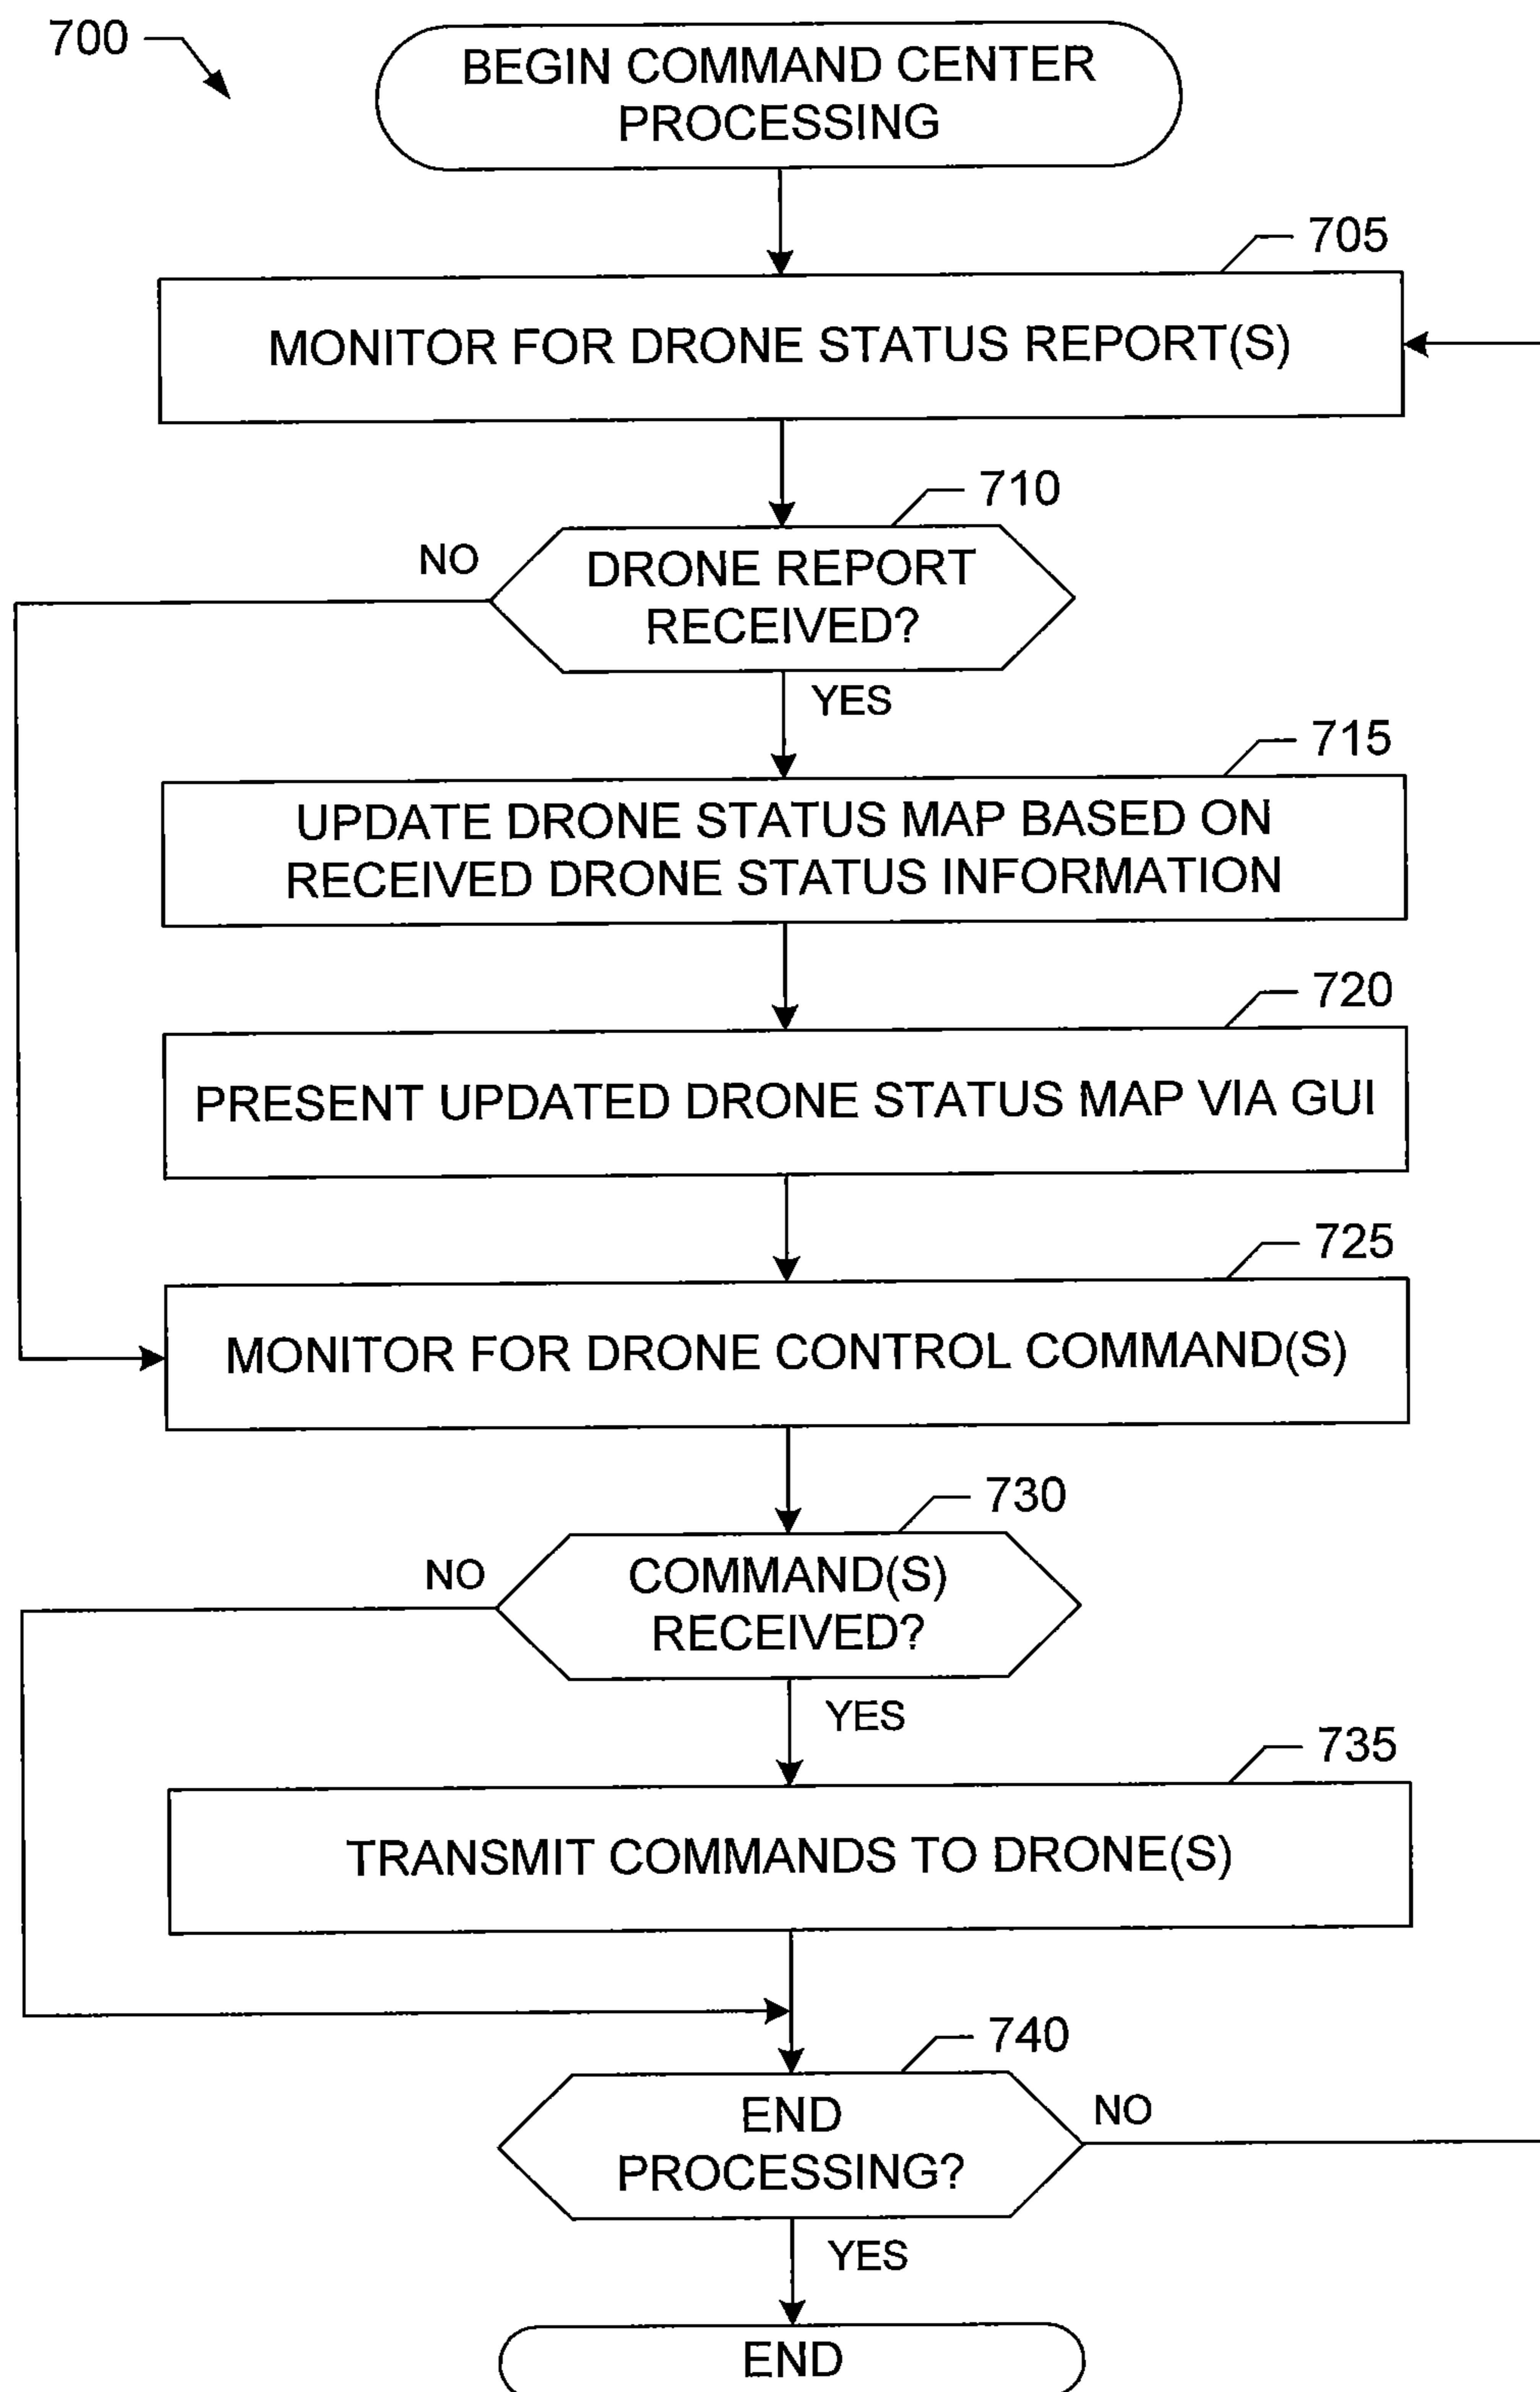 700
BEGIN COMMAND CENTER
PROCESSING
705
MONITOR FOR DRONE STATUS REPORT(S)
710
NO
DRONE REPORT
RECEIVED?
YES
715
UPDATE DRONE STATUS MAP BASED ON
RECEIVED DRONE STATUS INFORMATION
720
PRESENT UPDATED DRONE STATUS MAP VIA GUI
725
MONITOR FOR DRONE CONTROL COMMAND(S)
730
NO
COMMAND(S)
RECEIVED?
YES
735
TRANSMIT COMMANDS TO DRONE(S)
740
END
PROCESSING?
NO
YES
END